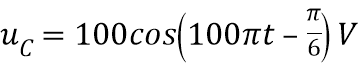 u_C = 100cos(100πt − π/6) V